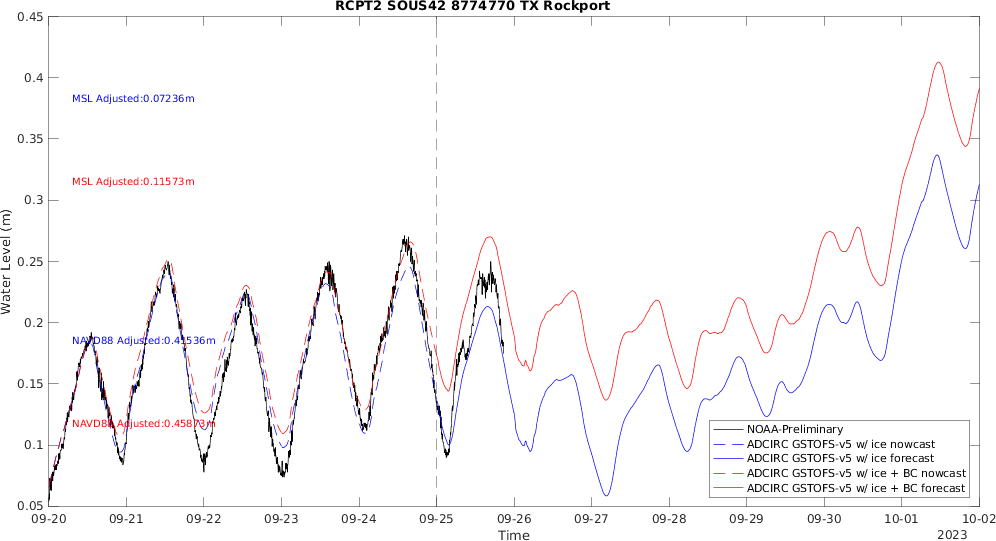 RCPT2 SOUS42 8774770 TX Rockport
0.45
0.4
0.35
0.3
0.25
0.2
0.15
0.1
0.05
Water Level (m)
MSL Adjusted:0.07236m
MSL Adjusted:0.11573m
NAVD88 Adjusted:0.41536m
NAVD88 Adjusted:0.45873m
NOAA-Preliminary
ADCIRC GSTOFS-v5 w/ ice nowcast
ADCIRC GSTOFS-v5 w/ ice forecast
ADCIRC GSTOFS-v5 w/ ice + BC nowcast
ADCIRC GSTOFS-v5 w/ ice + BC forecast
09-20 09-21 09-22 09-23 09-24 09-25 09-26 09-27 09-28 09-29 09-30 10-01 10-02
Time
2023